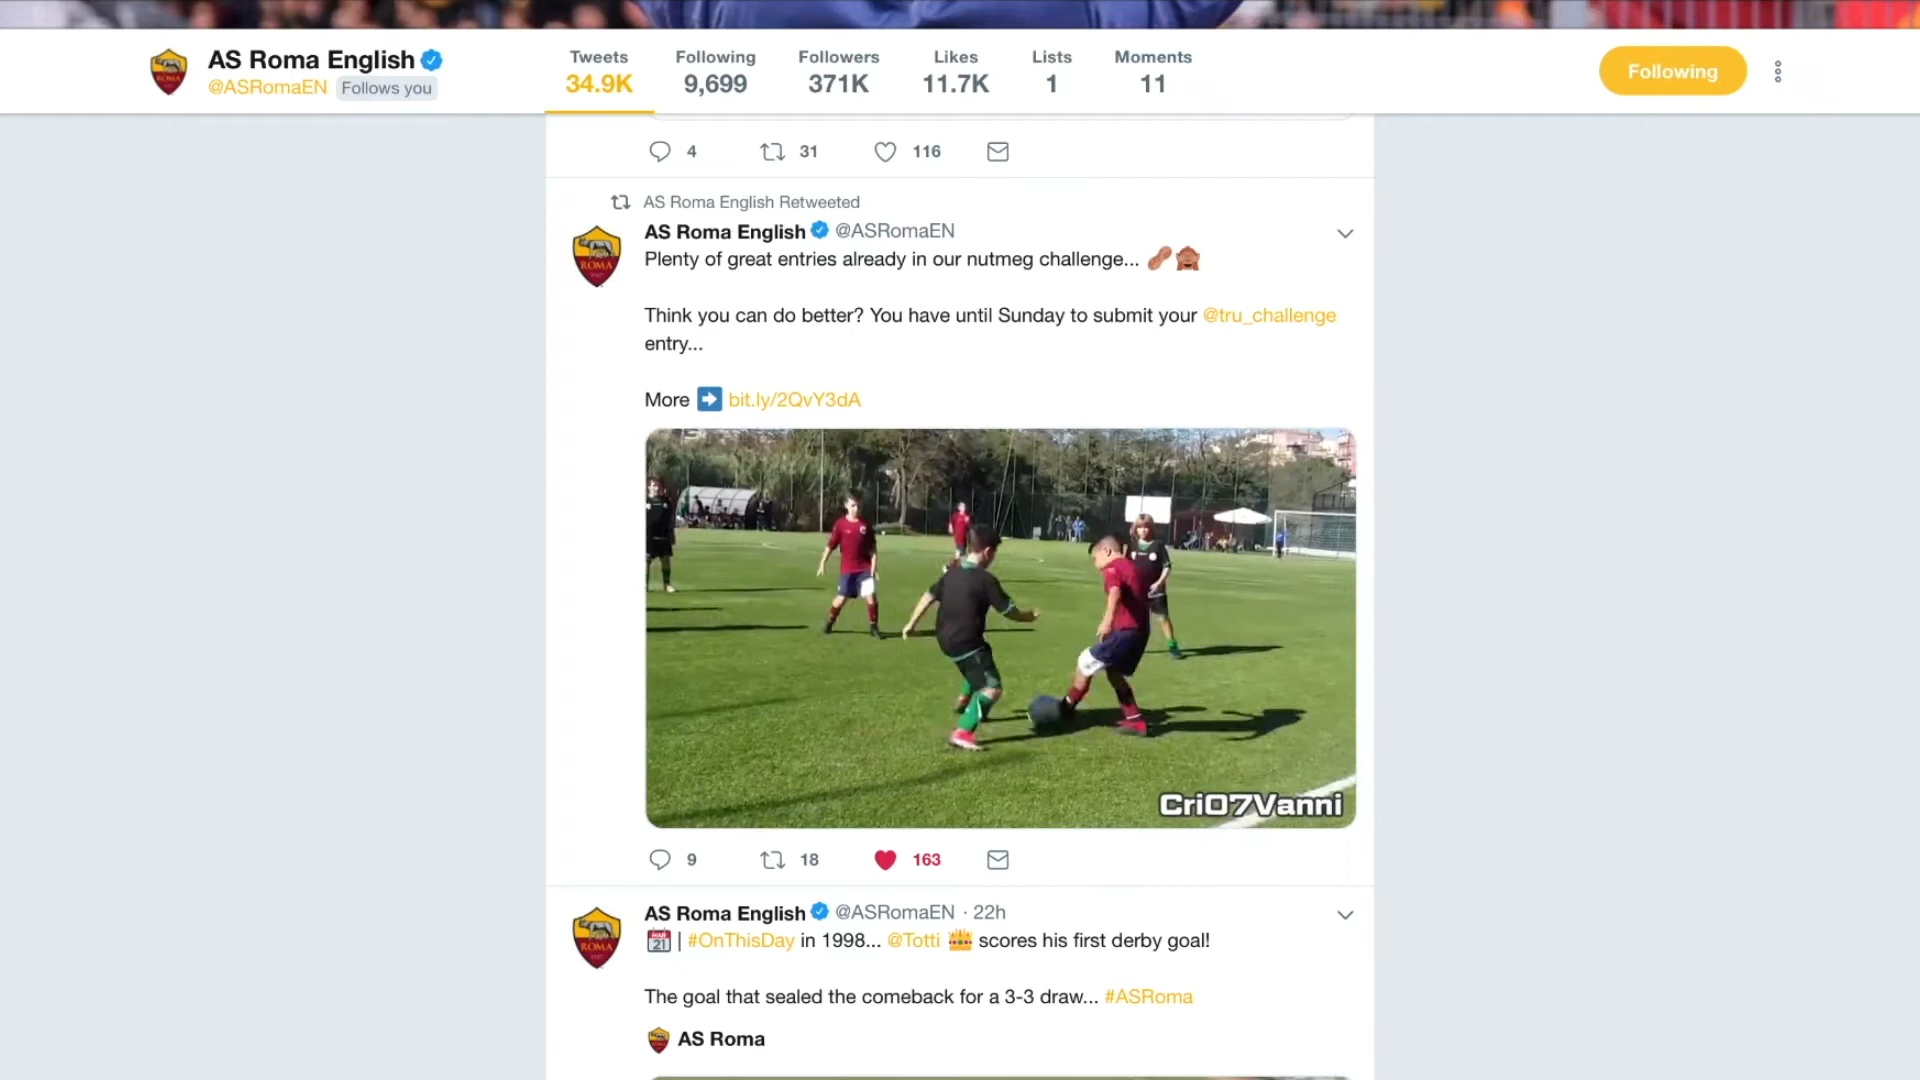 AS Roma English
@ASRomaEN Follows you
Tweets Following Followers Likes Lists Moments
34.9K 9,699 371K 11.7K 1 11
Following
4 31 116
AS Roma English Retweeted
AS Roma English @ASRomaEN
Plenty of great entries already in our nutmeg challenge...
Think you can do better? You have until Sunday to submit your @tru_challenge
entry...
More bit.ly/2QvY3dA
Cri07Vanni
9 18 163
AS Roma English @ASRomaEN · 22h
| #OnThisDay in 1998... @Totti scores his first derby goal!
The goal that sealed the comeback for a 3-3 draw... #ASRoma
AS Roma